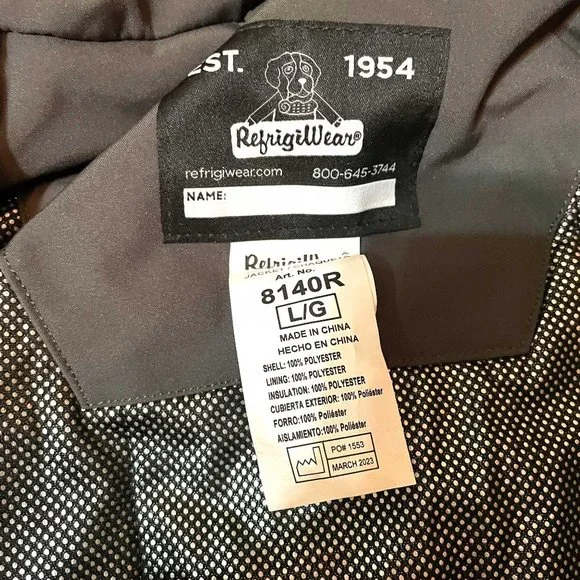 EST. 1954
RefrigiWear®
refrigiwear.com 800-645-3744
NAME:
JACKET /
Art. No.
8140R
L/G
MADE IN CHINA
HECHO EN CHINA
SHELL: 100% POLYESTER
LINING: 100% POLYESTER
INSULATION: 100% POLYESTER
CUBIERTA EXTERIOR: 100% Poliéster
FORRO:100% Poliéster
AISLAMIENTO:100% Poliéster
PO# 1553
MARCH 2023